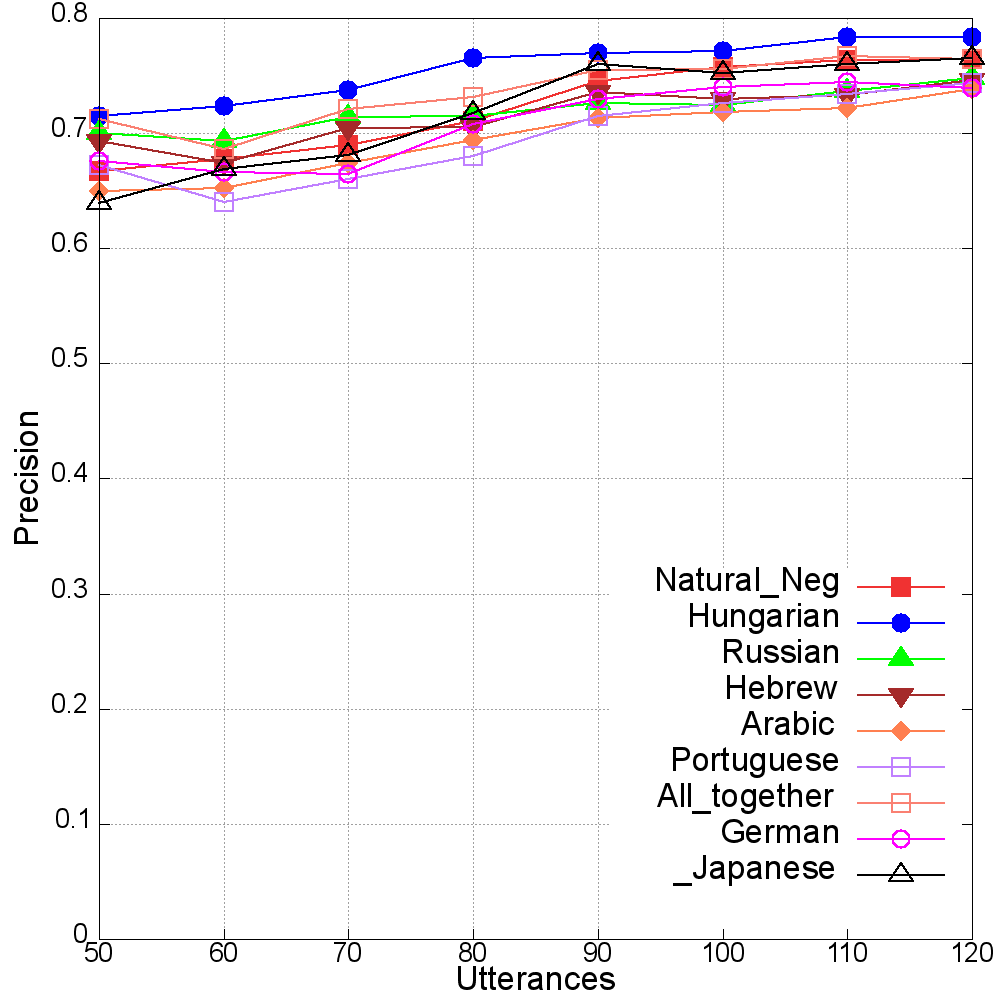 0.8
0.7
0.6
0.5
0.4
0.3
0.2
0.1
0
Precision
50 60 70 80 90 100 110 120
Utterances
Natural_Neg
Hungarian
Russian
Hebrew
Arabic
Portuguese
All_together
German
_Japanese